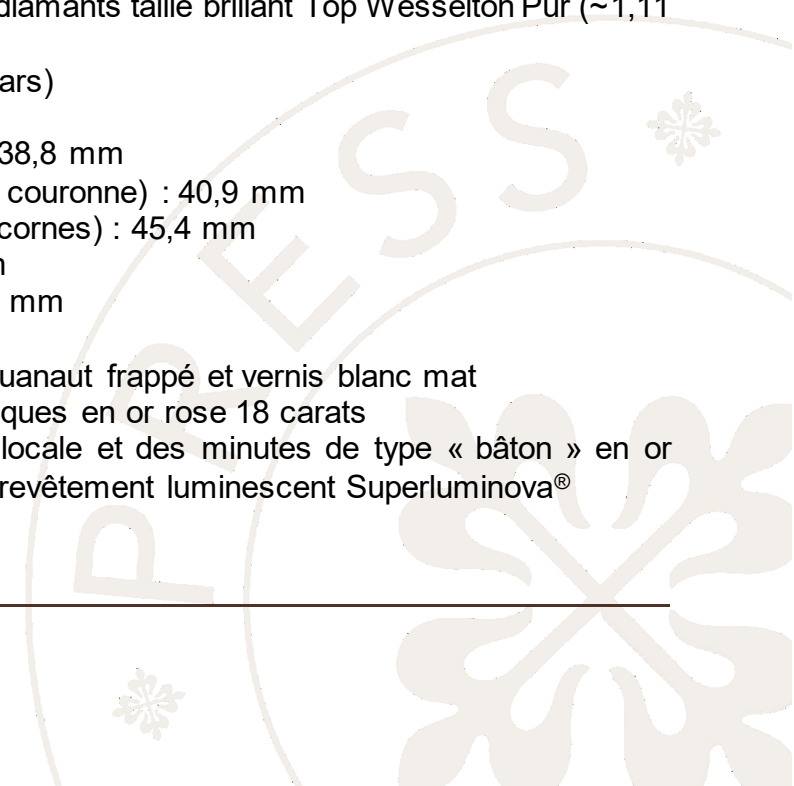 diamants taille brillant Top Wesselton Pur (~1,11
ars)
38,8 mm
couronne) : 40,9 mm
cornes) : 45,4 mm
m
mm
uanaut frappé et vernis blanc mat
ques en or rose 18 carats
locale et des minutes de type « bâton » en or
revêtement luminescent Superluminova®
PRESS